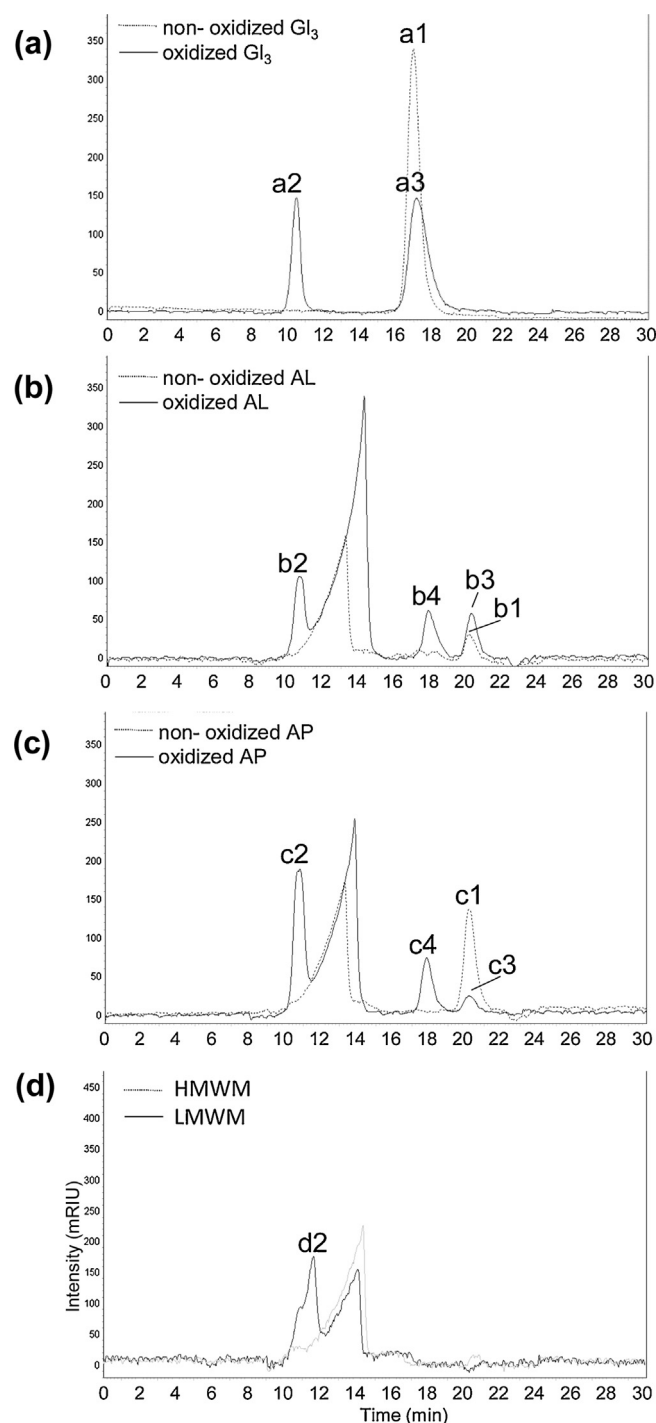 (a)
non- oxidized Gl₃
oxidized Gl₃
a1
a2
a3
350
300
250
200
150
100
50
0
0 2 4 6 8 10 12 14 16 18 20 22 24 26 28 30
(b)
non- oxidized AL
oxidized AL
b2
b4
b3
b1
350
300
250
200
150
100
50
0
0 2 4 6 8 10 12 14 16 18 20 22 24 26 28 30
(c)
non- oxidized AP
oxidized AP
c2
c4
c1
c3
350
300
250
200
150
100
50
0
0 2 4 6 8 10 12 14 16 18 20 22 24 26 28 30
(d)
HMWM
LMWM
d2
Intensity (mRIU)
450
400
350
300
250
200
150
100
50
0
0 2 4 6 8 10 12 14 16 18 20 22 24 26 28 30
Time (min)